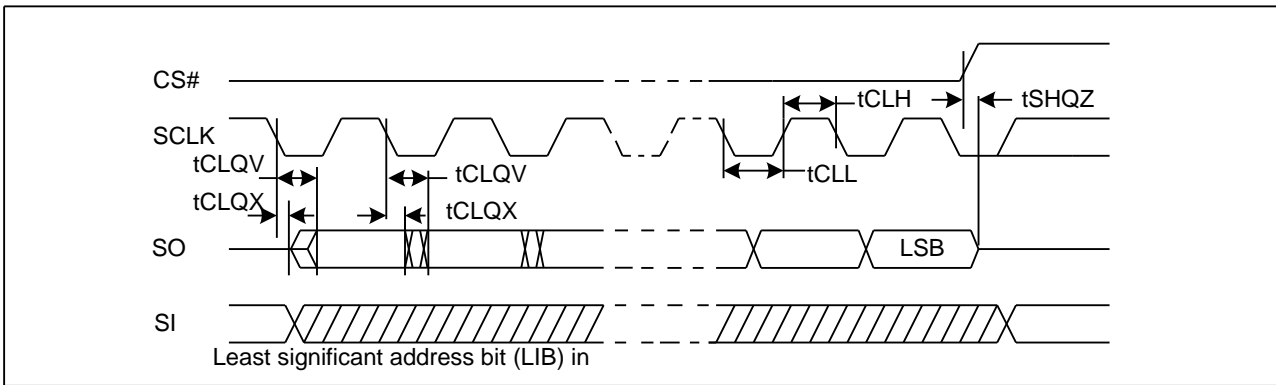 CS#
tCLH
tSHQZ
SCLK
tCLQV
tCLQV
tCLL
tCLQX
tCLQX
SO
LSB
SI
Least significant address bit (LIB) in